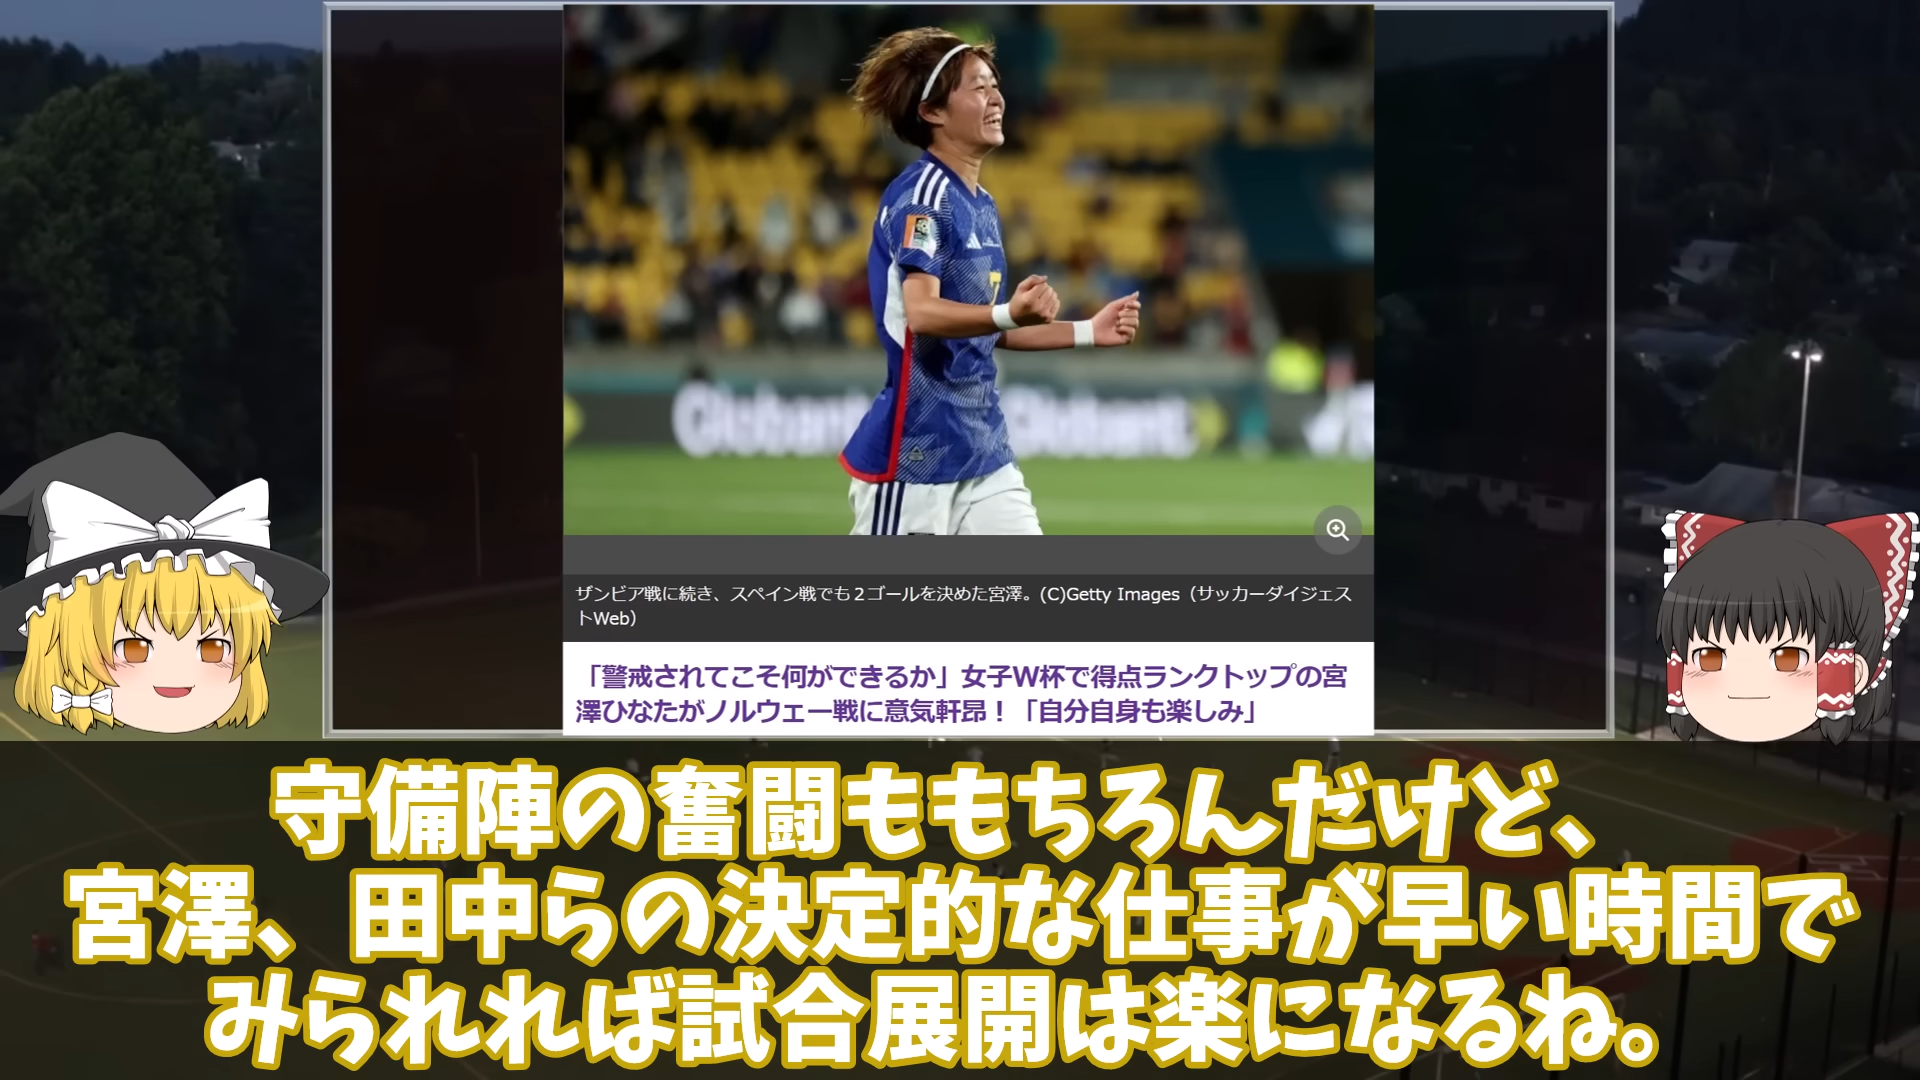 7
Globant
Globant
ザンビア戦に続き、スペイン戦でも２ゴールを決めた宮澤。(C)Getty Images（サッカーダイジェス
トWeb）
「警戒されてこそ何ができるか」女子W杯で得点ランクトップの宮
澤ひなたがノルウェー戦に意気軒昂！「自分自身も楽しみ」
守備陣の奮闘ももちろんだけど、
宮澤、田中らの決定的な仕事が早い時間で
みられれば試合展開は楽になるね。